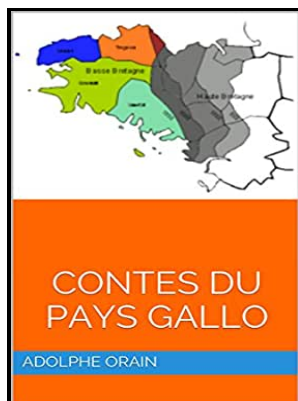 Basse Bretagne
Haute Bretagne
CONTES DU
PAYS GALLO
ADOLPHE ORAIN